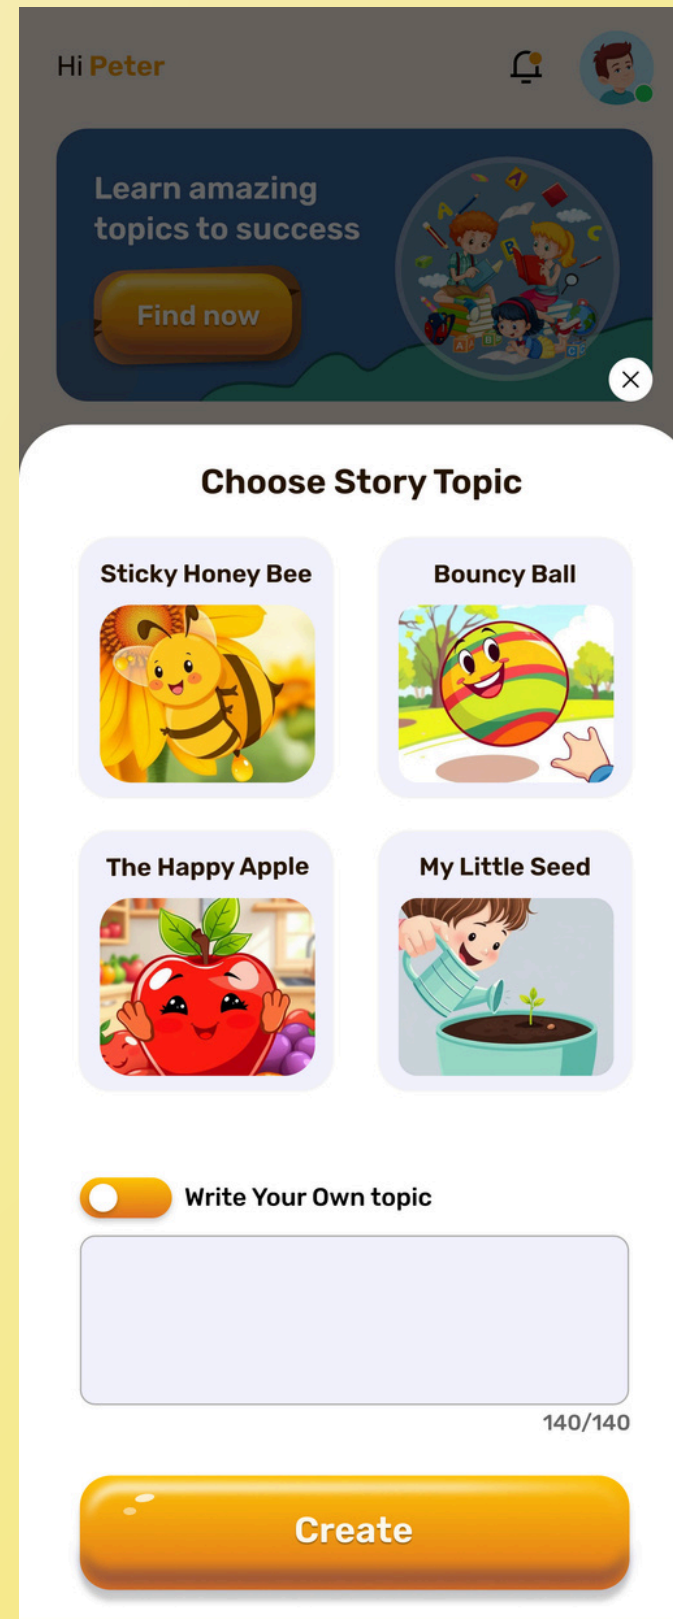 Hi Peter
Learn amazing
topics to success
Find now
Choose Story Topic
Sticky Honey Bee
Bouncy Ball
The Happy Apple
My Little Seed
Write Your Own topic
140/140
Create